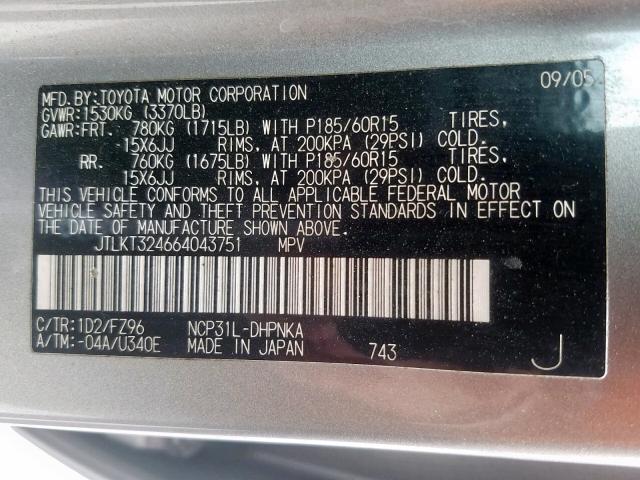 MFD.BY:TOYOTA MOTOR CORPORATION 09/05
GVWR:1530KG (3370LB)
GAWR:FRT. 780KG (1715LB) WITH P185/60R15 TIRES,
15X6JJ RIMS, AT 200KPA (29PSI) COLD.
RR. 760KG (1675LB) WITH P185/60R15 TIRES,
15X6JJ RIMS, AT 200KPA (29PSI) COLD.
THIS VEHICLE CONFORMS TO ALL APPLICABLE FEDERAL MOTOR
VEHICLE SAFETY AND THEFT PREVENTION STANDARDS IN EFFECT ON
THE DATE OF MANUFACTURE SHOWN ABOVE.
JTLKT324664043751 MPV
C/TR:1D2/FZ96 NCP31L-DHPNKA
A/TM:-04A/U340E MADE IN JAPAN 743 J